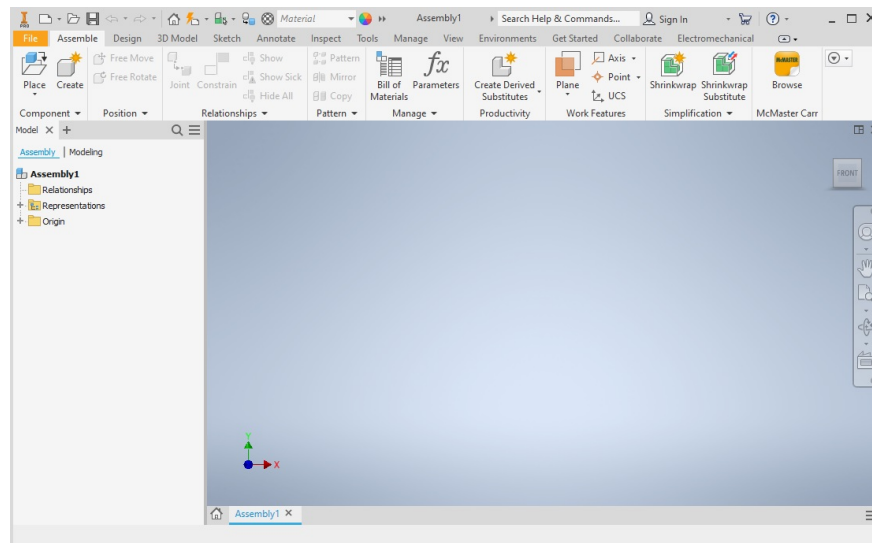 Material Assembly1 Search Help & Commands... Sign In
File Assemble Design 3D Model Sketch Annotate Inspect Tools Manage View Environments Get Started Collaborate Electromechanical
Place
Create
Free Move
Free Rotate
Joint
Constrain
Show
Show Sick
Hide All
Pattern
Mirror
Copy
Bill of
Materials
fx
Parameters
Create Derived
Substitutes
Plane
Axis
Point
UCS
Shrinkwrap
Shrinkwrap
Substitute
McMASTER
Browse
Component Position Relationships Pattern Manage Productivity Work Features Simplification McMaster Carr
Model
Assembly | Modeling
Assembly1
Relationships
Representations
Origin
FRONT
Y
X
Assembly1